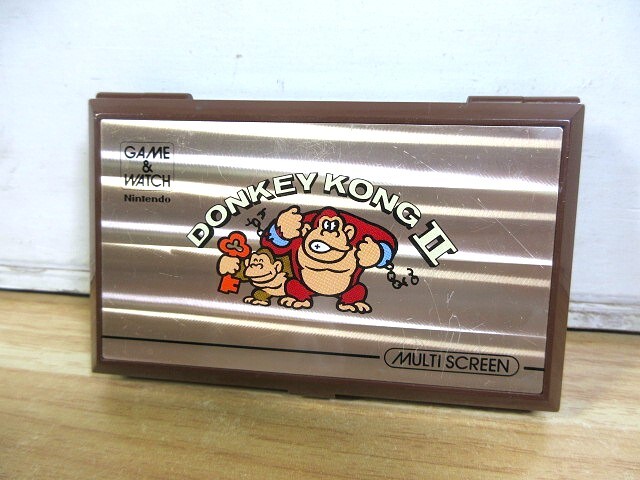 GAME
&
WATCH
Nintendo
DONKEY KONG II
MULTI SCREEN